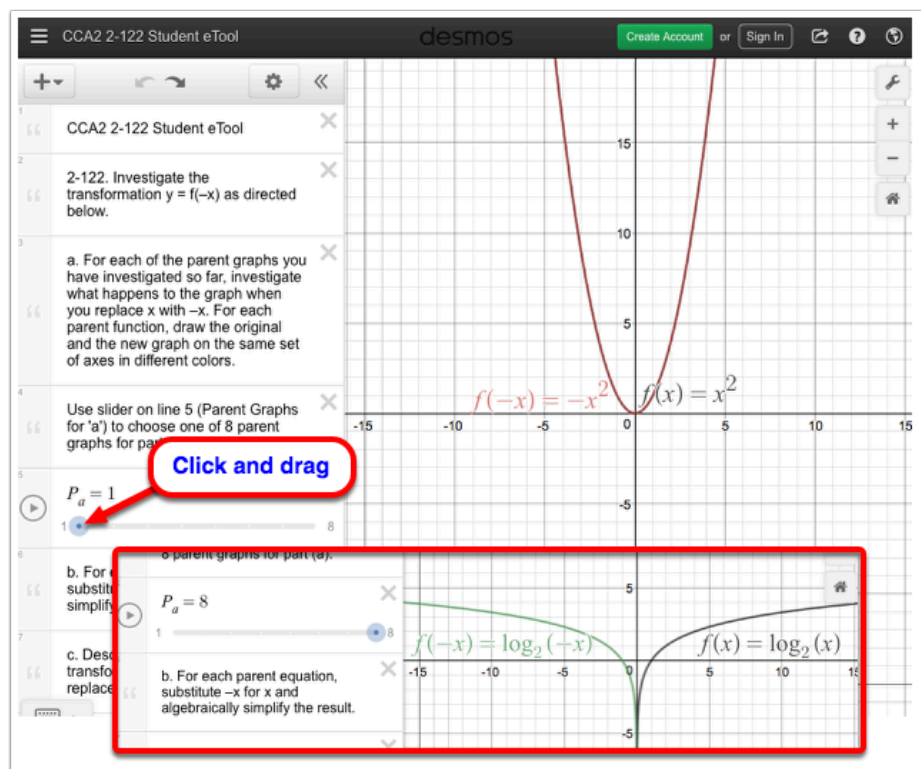 CCA2 2-122 Student eTool
desmos
Create Account or Sign In
1
CCA2 2-122 Student eTool
2
2-122. Investigate the
transformation y = f(–x) as directed
below.
3
a. For each of the parent graphs you
have investigated so far, investigate
what happens to the graph when
you replace x with –x. For each
parent function, draw the original
and the new graph on the same set
of axes in different colors.
4
Use slider on line 5 (Parent Graphs
for 'a') to choose one of 8 parent
graphs for
Click and drag
5
P_a = 1
1 8
6
b. For
substitu
simplify
7
c. Desc
transfo
replace
15
10
5
f(-x) = -x²
f(x) = x²
-15 -10 -5 0 5 10 15
-5
8 parent graphs for part (a).
P_a = 8
1 8
b. For each parent equation,
substitute –x for x and
algebraically simplify the result.
5
f(-x) = log₂(-x)
f(x) = log₂(x)
-15 -10 -5 0 5 10 15
-5